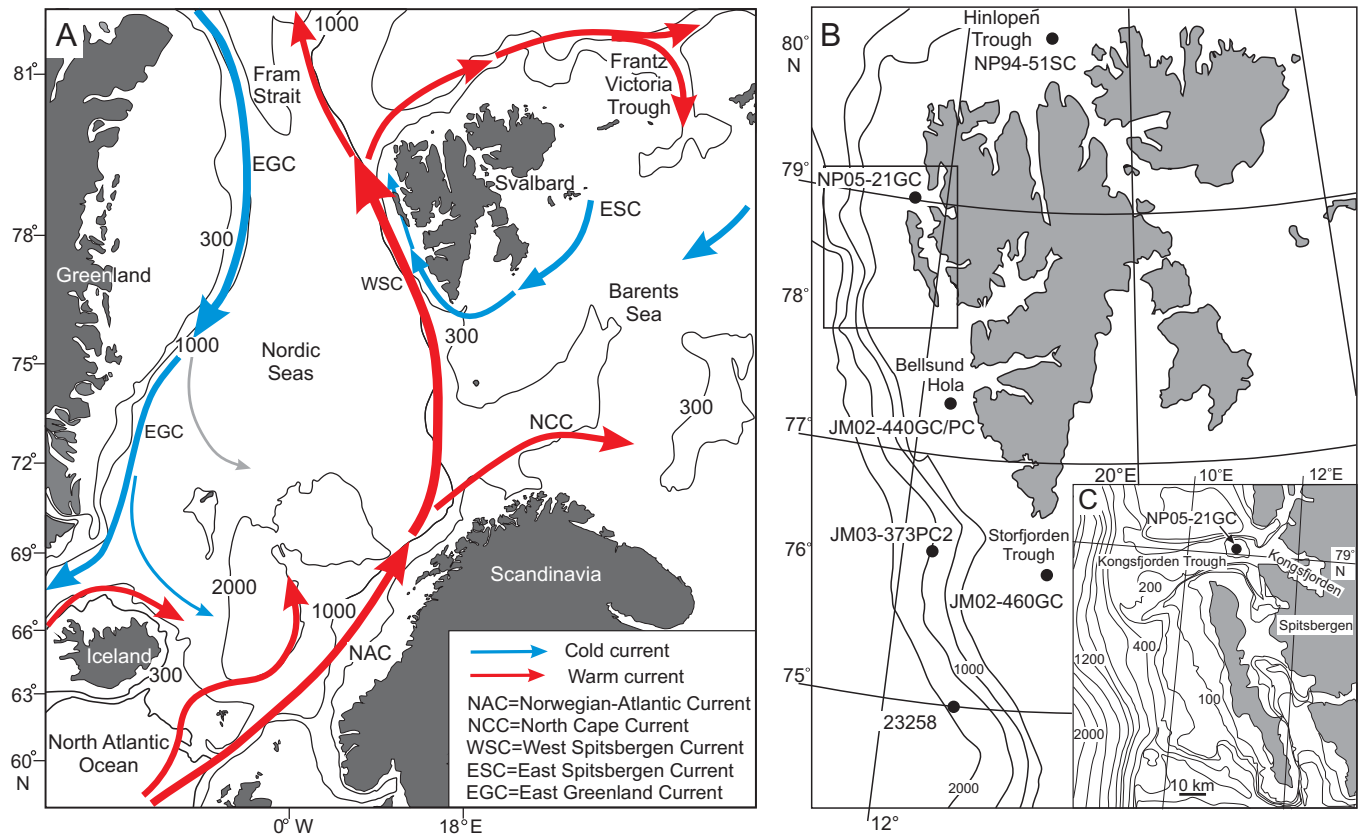 A
1000
81°
Fram
Strait
Frantz
Victoria
Trough
EGC
Svalbard
ESC
300
78°
Greenland
WSC
Barents
Sea
300
1000
75°
Nordic
Seas
300
NCC
EGC
72°
69°
2000
Scandinavia
1000
66°
Iceland
NAC
300
63°
North Atlantic
Ocean
60°
N
Cold current
Warm current
NAC=Norwegian-Atlantic Current
NCC=North Cape Current
WSC=West Spitsbergen Current
ESC=East Spitsbergen Current
EGC=East Greenland Current
0° W
18° E
B
80°
N
Hinlopen
Trough
NP94-51SC
79°
NP05-21GC
78°
Bellsund
Hola
JM02-440GC/PC
77°
20°E
JM03-373PC2
76°
Storfjorden
Trough
JM02-460GC
1000
75°
23258
2000
12°
10°E
12°E
C
NP05-21GC
79°
N
Kongsfjorden Trough
Kongsfjorden
200
Spitsbergen
400
1200
100
2000
10 km